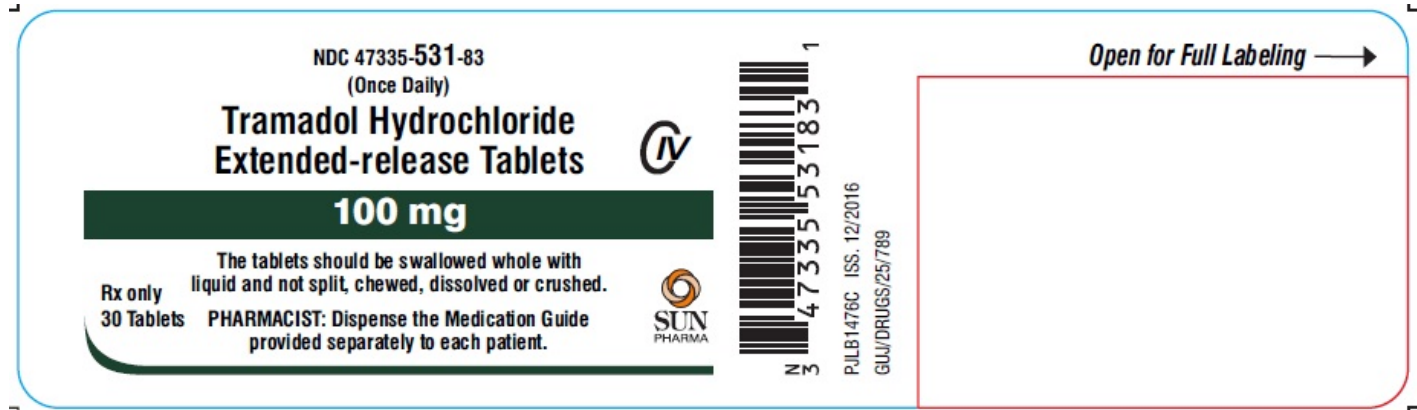 NDC 47335-531-83
(Once Daily)
Tramadol Hydrochloride
Extended-release Tablets
CIV
100 mg
The tablets should be swallowed whole with
liquid and not split, chewed, dissolved or crushed.
Rx only
30 Tablets
PHARMACIST: Dispense the Medication Guide
provided separately to each patient.
SUN
PHARMA
N
3 47335 53183 1
PJLB1476C ISS. 12/2016
GUJ/DRUGS/25/789
Open for Full Labeling